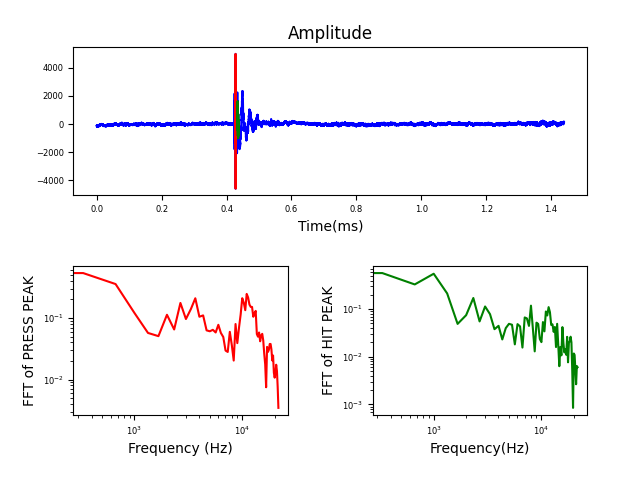 Amplitude
4000
2000
0
−2000
−4000
0.0 0.2 0.4 0.6 0.8 1.0 1.2 1.4
Time(ms)
FFT of PRESS PEAK
10⁻¹
10⁻²
10³ 10⁴
Frequency (Hz)
FFT of HIT PEAK
10⁻¹
10⁻²
10⁻³
10³ 10⁴
Frequency(Hz)